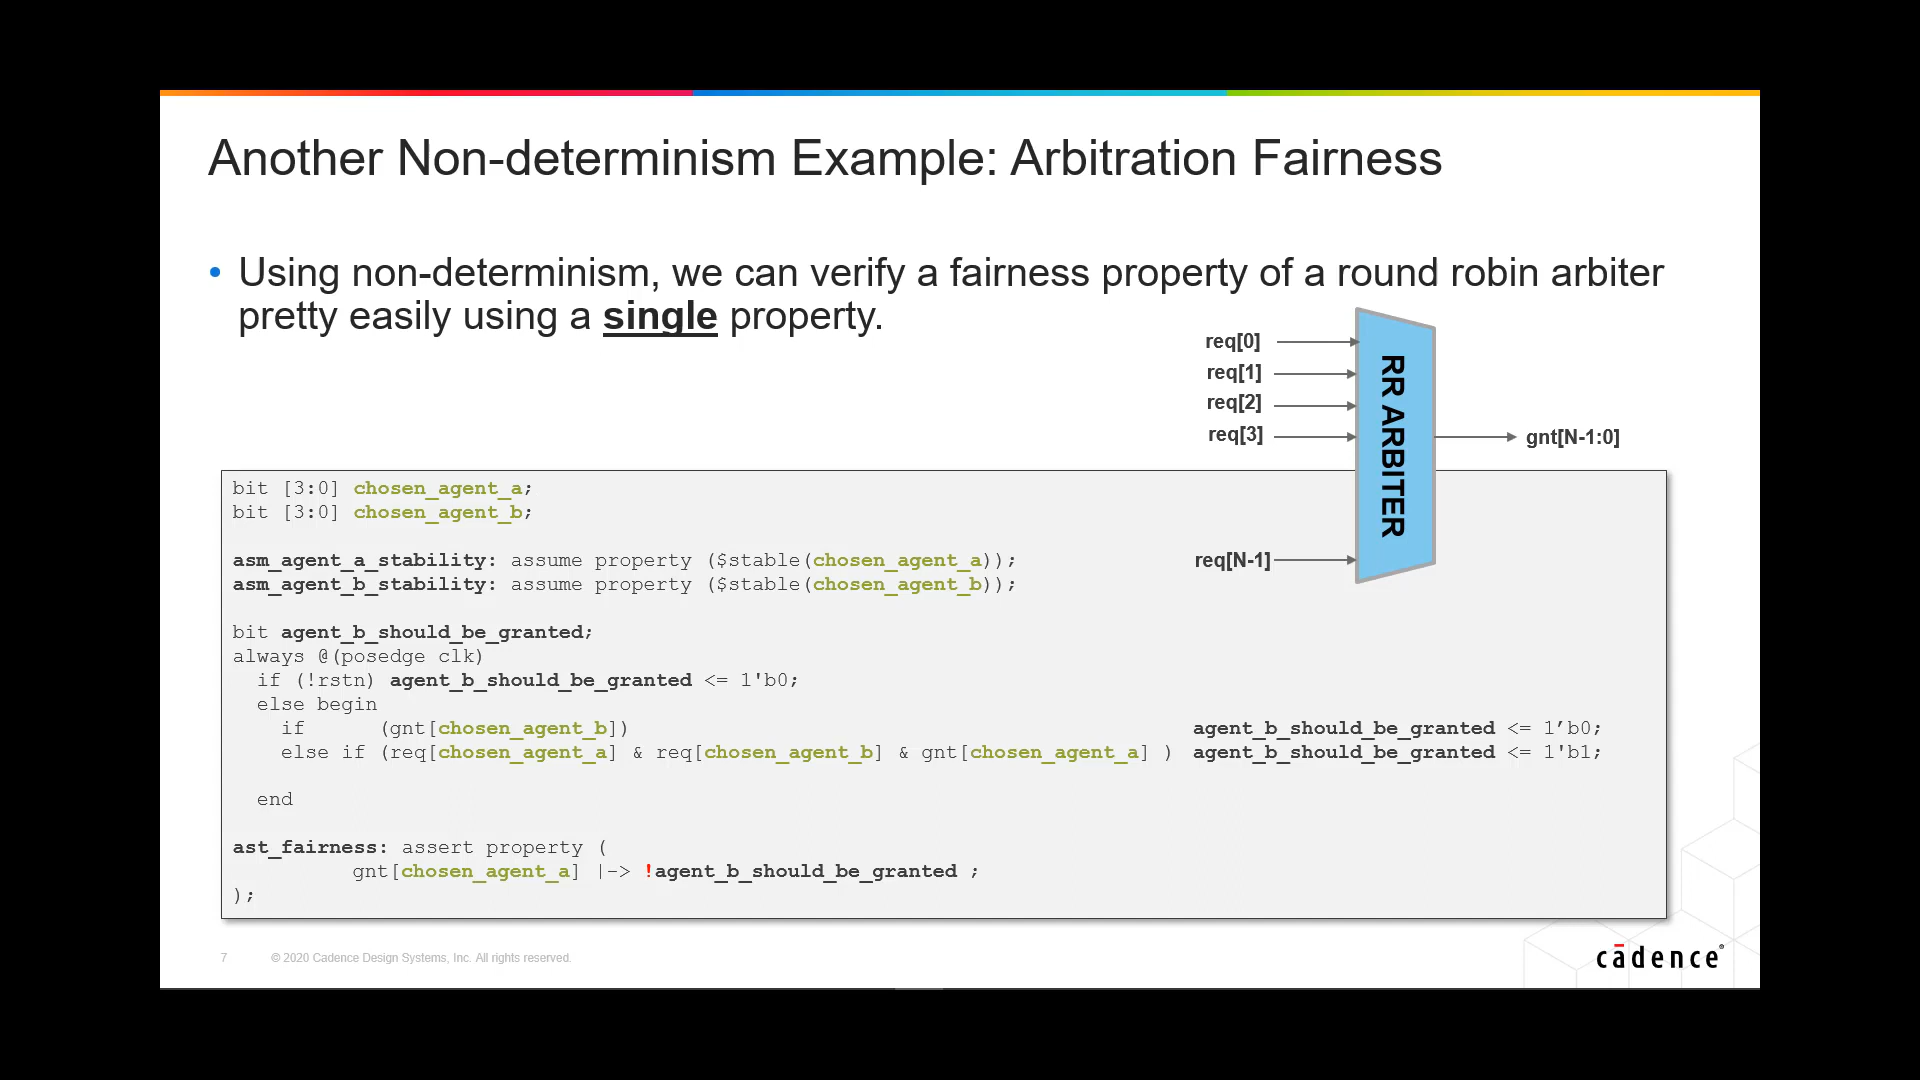 Another Non-determinism Example: Arbitration Fairness
• Using non-determinism, we can verify a fairness property of a round robin arbiter
pretty easily using a single property.
req[0]
req[1]
req[2]
req[3]
req[N-1]
RR ARBITER
gnt[N-1:0]
bit [3:0] chosen_agent_a;
bit [3:0] chosen_agent_b;
asm_agent_a_stability: assume property ($stable(chosen_agent_a));
asm_agent_b_stability: assume property ($stable(chosen_agent_b));
bit agent_b_should_be_granted;
always @(posedge clk)
if (!rstn) agent_b_should_be_granted <= 1'b0;
else begin
if (gnt[chosen_agent_b]) agent_b_should_be_granted <= 1’b0;
else if (req[chosen_agent_a] & req[chosen_agent_b] & gnt[chosen_agent_a] ) agent_b_should_be_granted <= 1'b1;
end
ast_fairness: assert property (
gnt[chosen_agent_a] |-> !agent_b_should_be_granted ;
);
7 © 2020 Cadence Design Systems, Inc. All rights reserved.
cādence®